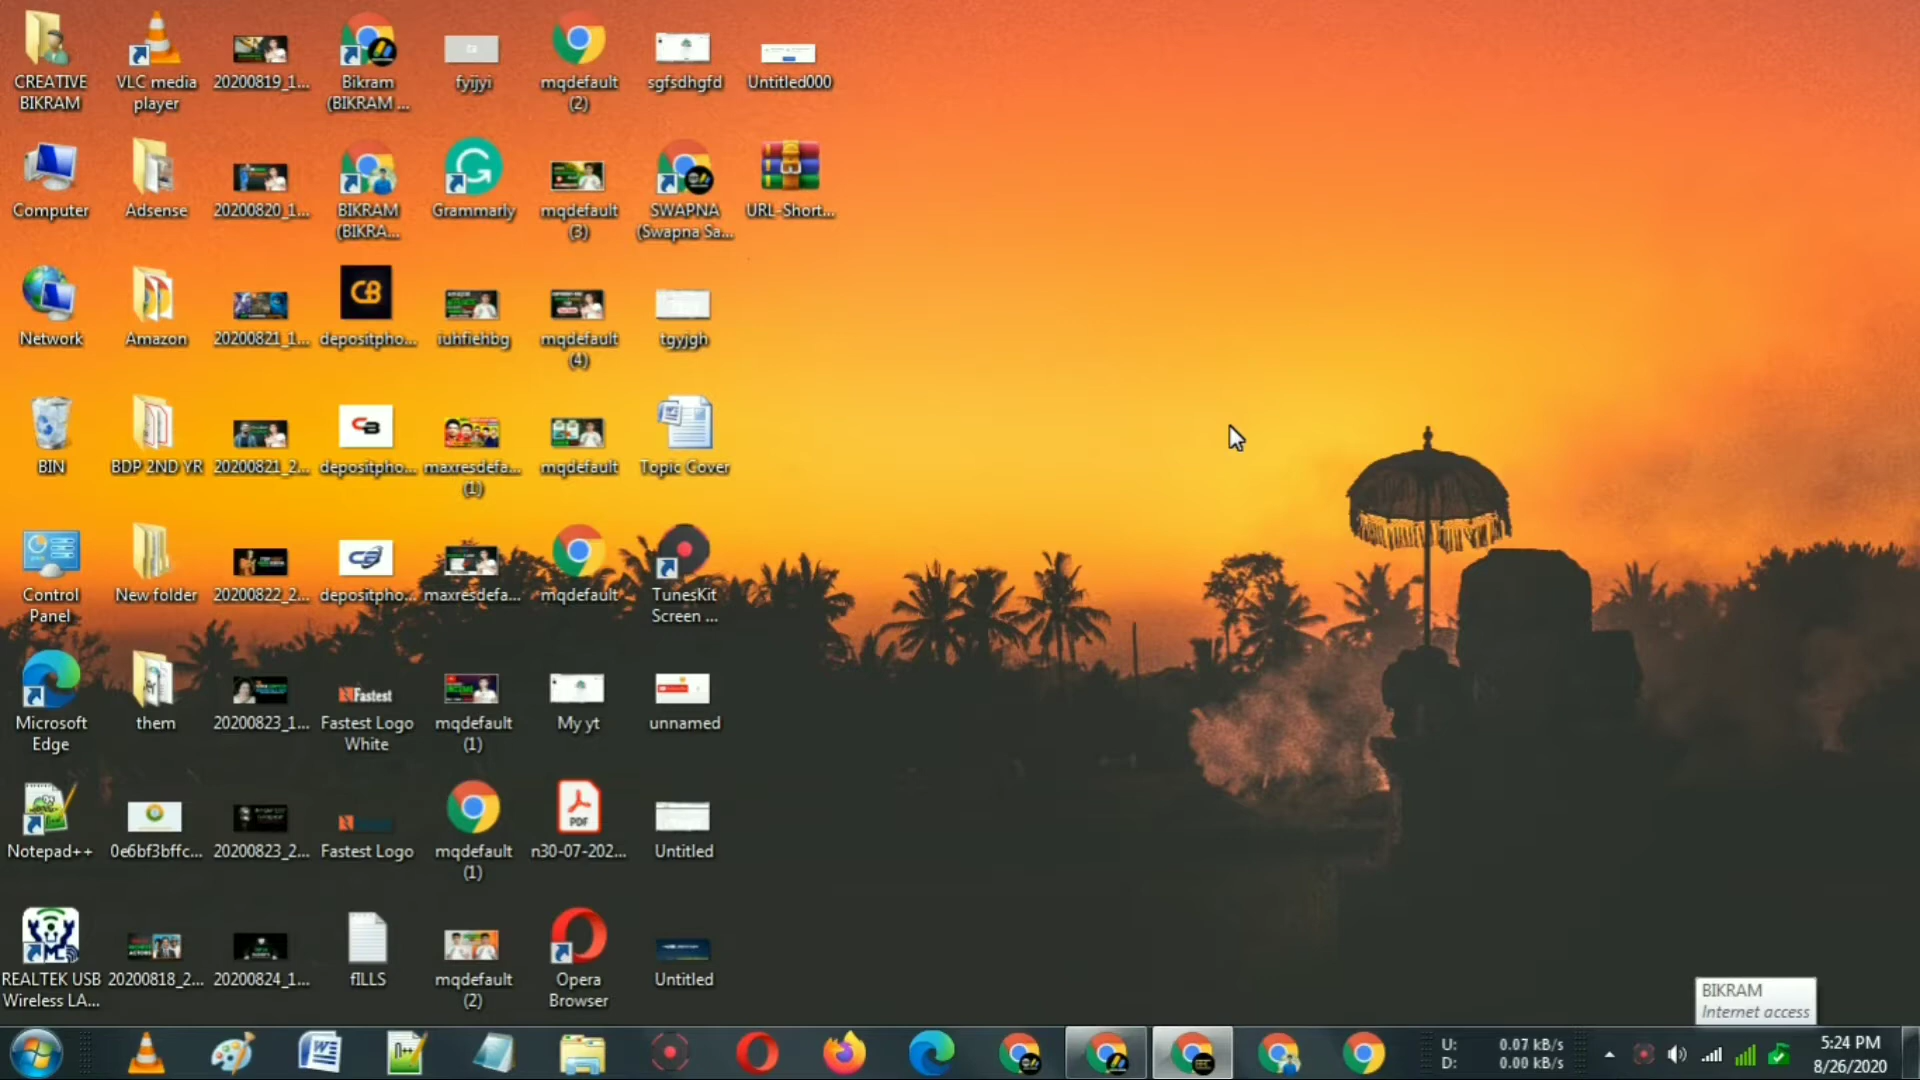 CREATIVE
BIKRAM
VLC media
player
20200819_1...
Bikram
(BIKRAM ...
fyijyi
mqdefault
(2)
sgfsdhgfd
Untitled000
Computer
Adsense
20200820_1...
BIKRAM
(BIKRA...
Grammarly
mqdefault
(3)
SWAPNA
(Swapna Sa...
URL-Short...
Network
Amazon
20200821_1...
CB
depositpho...
iuhfiehbg
mqdefault
(4)
tgyjgh
BIN
BDP 2ND YR
20200821_2...
CB
depositpho...
maxresdefa...
(1)
mqdefault
Topic Cover
Control
Panel
New folder
20200822_2...
depositpho...
maxresdefa...
mqdefault
TunesKit
Screen ...
Microsoft
Edge
them
20200823_1...
Fastest
Fastest Logo
White
mqdefault
(1)
My yt
unnamed
Notepad++
0e6bf3bffc...
20200823_2...
Fastest Logo
mqdefault
(1)
PDF
n30-07-202...
Untitled
REALTEK USB
Wireless LA...
20200818_2...
20200824_1...
fILLS
mqdefault
(2)
Opera
Browser
Untitled
BIKRAM
Internet access
U: 0.07 kB/s
D: 0.00 kB/s
5:24 PM
8/26/2020